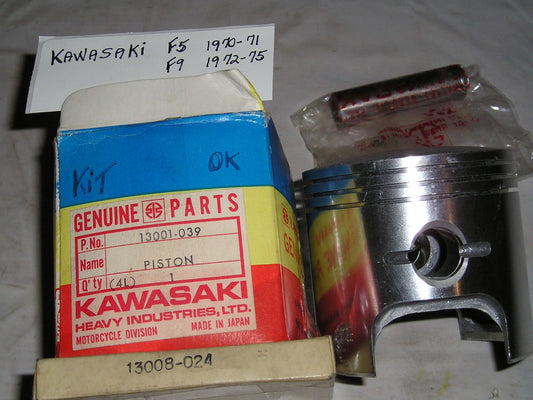 KAWASAKI F5 1970-71
F9 1972-75
KIT OK
GENUINE PARTS
P.No. 13001-039
Name PISTON
Q'ty (4L) 1
KAWASAKI
HEAVY INDUSTRIES, LTD.
MOTORCYCLE DIVISION MADE IN JAPAN
13008-024